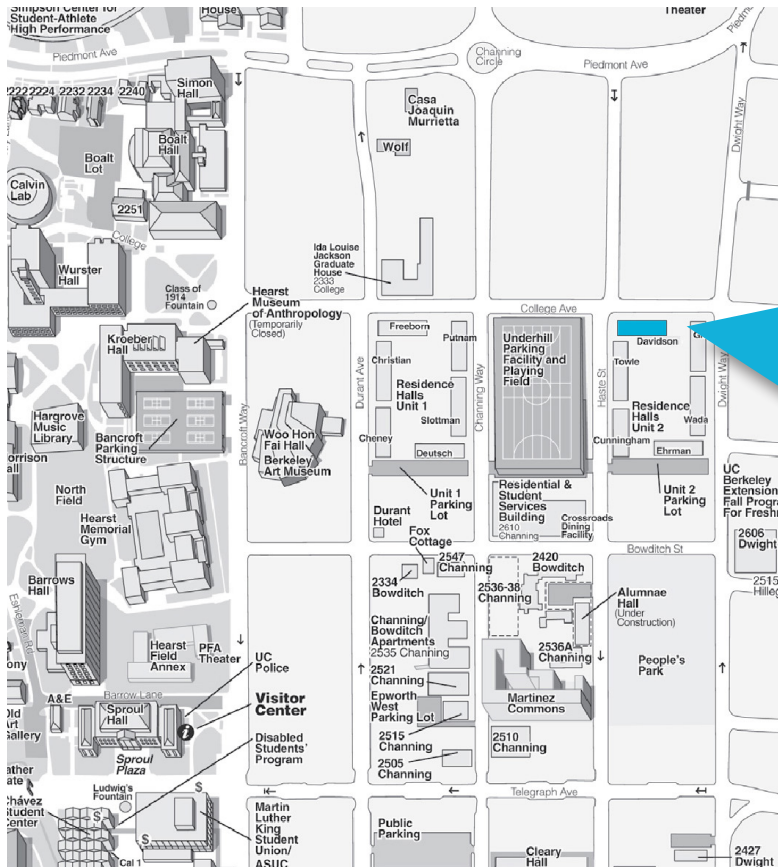 Simpson Center for
Student-Athlete
High Performance
House
Theater
Piedmont Ave
Channing
Circle
Piedmont Ave
2222
2224
2232
2234
2240
Simon
Hall
Casa
Joaquin
Murrietta
Dwight Way
Boalt
Hall
Wolf
Boalt
Lot
Calvin
Lab
2251
College
Wurster
Hall
Ida Louise
Jackson
Graduate
House
2333
College
Class of
1914
Fountain
Hearst
Museum
of Anthropology
(Temporarily
Closed)
College Ave
Kroeber
Hall
Freeborn
Putnam
Underhill
Parking
Facility and
Playing
Field
Davidson
Christian
Towle
Durant Ave
Channing Way
Haste St
Dwight Way
Residence
Halls
Unit 1
Residence
Halls
Unit 2
Slottman
Wada
Hargrove
Music
Library
Bancroft
Parking
Structure
Bancroft Way
Woo Hon
Fai Hall
Berkeley
Art Museum
Cheney
Deutsch
Cunningham
Ehrman
North
Field
Unit 1
Parking
Lot
Residential &
Student
Services
Building
2610
Channing
Crossroads
Dining
Facility
Unit 2
Parking
Lot
UC
Berkeley
Extension
Hearst
Memorial
Gym
Durant
Hotel
Fox
Cottage
Bowditch St
2606
Dwight
2515
Barrows
Hall
2334
Bowditch
2547
Channing
2536-38
Channing
2420
Bowditch
Alumnae
Hall
(Under
Construction)
Eshleman Rd
Channing/
Bowditch
Apartments
2535 Channing
2536A
Channing
People's
Park
Hearst
Field
Annex
PFA
Theater
UC
Police
2521
Channing
A&E
Barrow Lane
Sproul
Hall
Visitor
Center
i
Epworth
West
Parking Lot
Martinez
Commons
Sproul
Plaza
Disabled
Students'
Program
2515
Channing
2510
Channing
2505
Channing
Ludwig's
Fountain
Telegraph Ave
Chávez
Student
Center
S
S
S
Martin
Luther
King
Student
Union/
ASUC
Public
Parking
Cleary
Hall
2427
Dwight
Cal 1